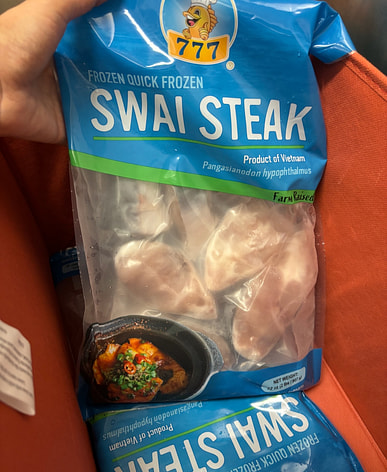 777
®
FROZEN QUICK FROZEN
SWAI STEAK
Product of Vietnam
Pangasianodon hypophthalmus
Farm Raised
NET WEIGHT:
Pangasianodon hypophthalmus
Product of Vietnam
SWAI STEAK
FROZEN QUICK FROZEN